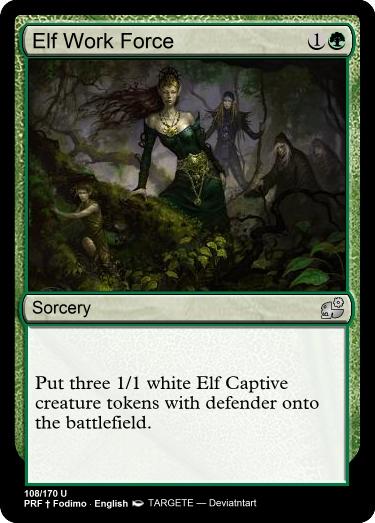 Elf Work Force 1
Sorcery
Put three 1/1 white Elf Captive
creature tokens with defender onto
the battlefield.
108/170 U
PRF † Fodimo · English TARGETE — Deviatntart